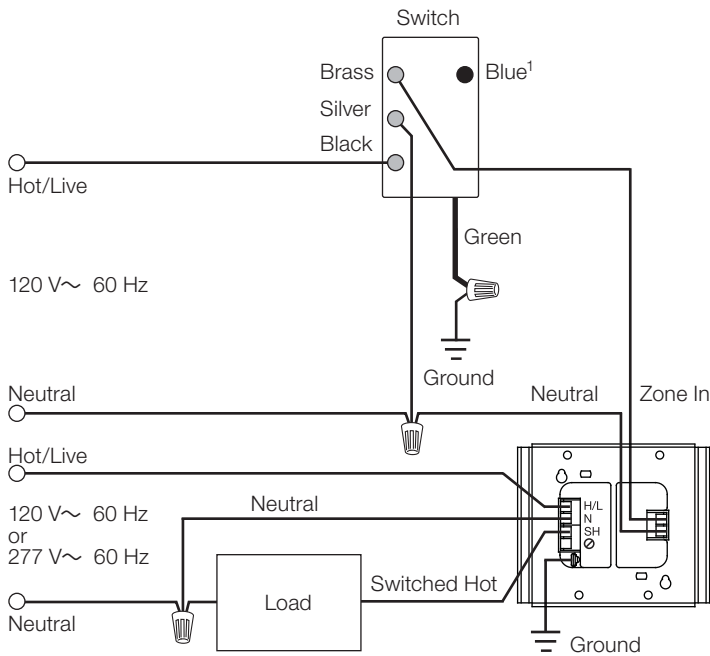 Switch
Brass
Blue¹
Silver
Black
Hot/Live
Green
120 V～ 60 Hz
Ground
Neutral
Neutral
Zone In
Hot/Live
Neutral
H/L
N
SH
120 V～ 60 Hz
or
277 V～ 60 Hz
Load
Switched Hot
Neutral
Ground